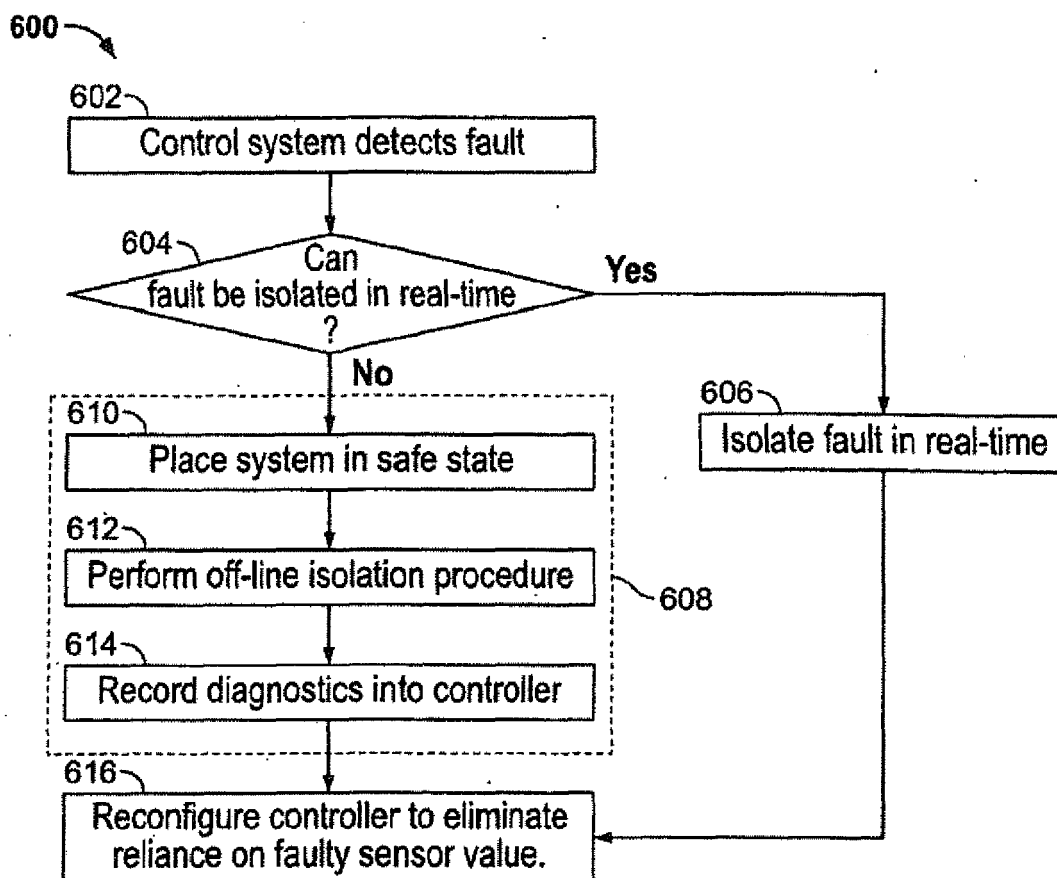 600
602
Control system detects fault
604
Can
fault be isolated in real-time
?
Yes
No
606
Isolate fault in real-time
610
Place system in safe state
612
Perform off-line isolation procedure
608
614
Record diagnostics into controller
616
Reconfigure controller to eliminate
reliance on faulty sensor value.